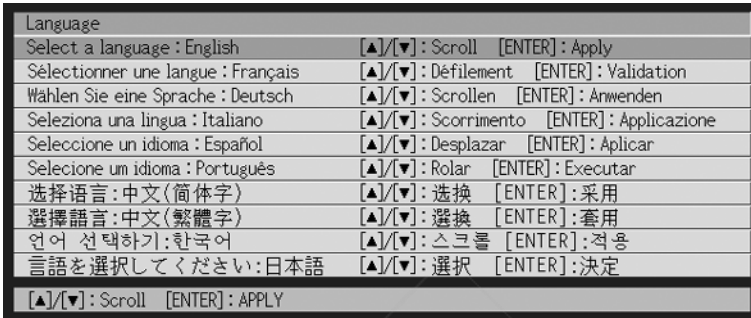 Language
Select a language : English [▲]/[▼] : Scroll [ENTER] : Apply
Sélectionner une langue : Français [▲]/[▼] : Défilement [ENTER] : Validation
Wählen Sie eine Sprache : Deutsch [▲]/[▼] : Scrollen [ENTER] : Anwenden
Seleziona una lingua : Italiano [▲]/[▼] : Scorrimento [ENTER] : Applicazione
Seleccione un idioma : Español [▲]/[▼] : Desplazar [ENTER] : Aplicar
Selecione um idioma : Português [▲]/[▼] : Rolar [ENTER] : Executar
选择语言:中文(简体字) [▲]/[▼] : 选换 [ENTER]:采用
選擇語言:中文(繁體字) [▲]/[▼] : 選換 [ENTER]:套用
언어 선택하기:한국어 [▲]/[▼] : 스크롤 [ENTER]:적용
言語を選択してください:日本語 [▲]/[▼] : 選択 [ENTER]:決定
[▲]/[▼] : Scroll [ENTER] : APPLY